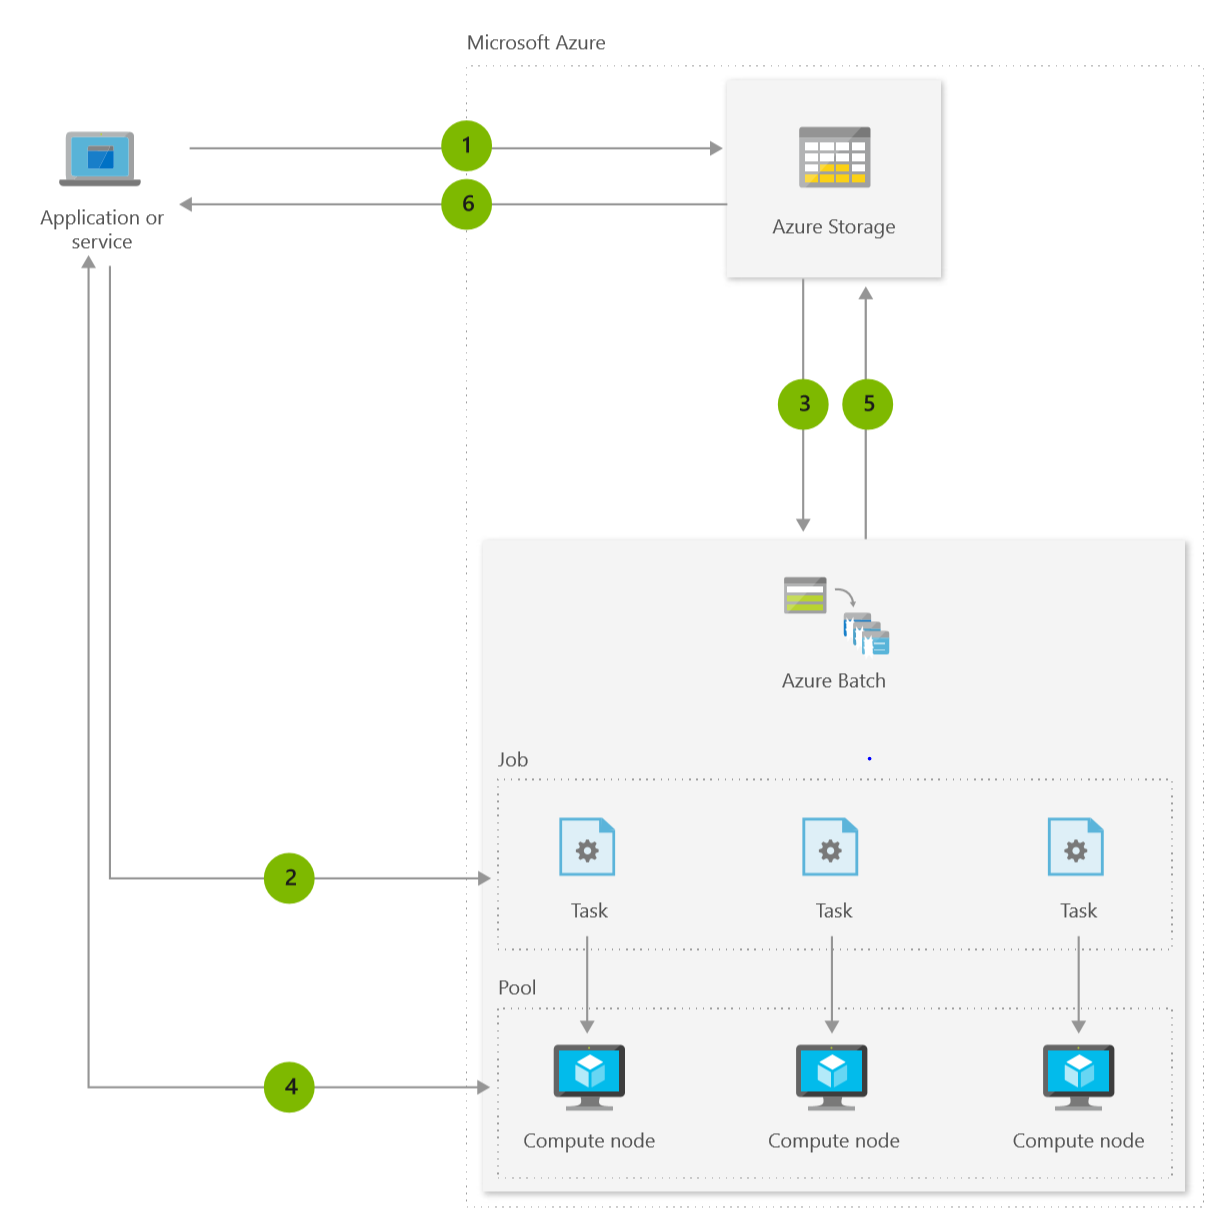 Microsoft Azure
1
6
Application or
service
Azure Storage
3
5
Azure Batch
Job
2
Task
Task
Task
Pool
4
Compute node
Compute node
Compute node